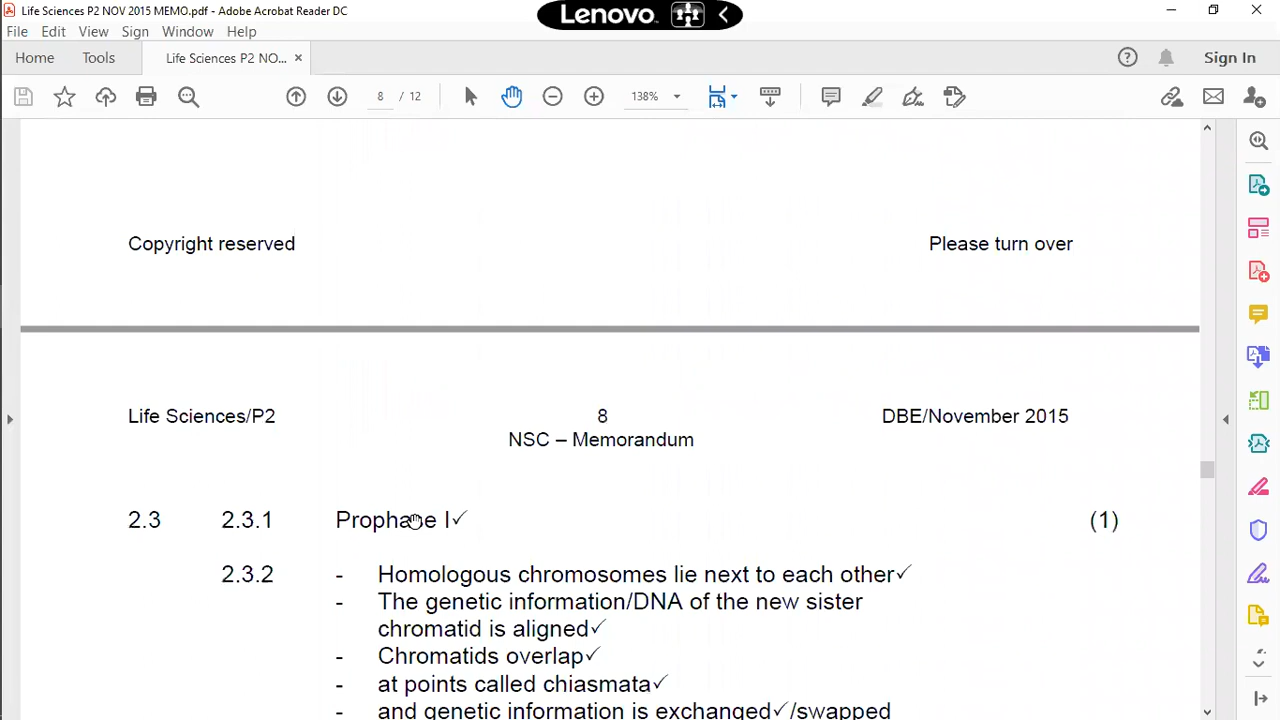 Life Sciences P2 NOV 2015 MEMO.pdf - Adobe Acrobat Reader DC
Lenovo
File Edit View Sign Window Help
Home Tools Life Sciences P2 NO... × Sign In
8 / 12 138%
Copyright reserved Please turn over
Life Sciences/P2 8 DBE/November 2015
NSC – Memorandum
2.3 2.3.1 Prophase I✓ (1)
2.3.2 - Homologous chromosomes lie next to each other✓
- The genetic information/DNA of the new sister
chromatid is aligned✓
- Chromatids overlap✓
- at points called chiasmata✓
- and genetic information is exchanged✓/swapped